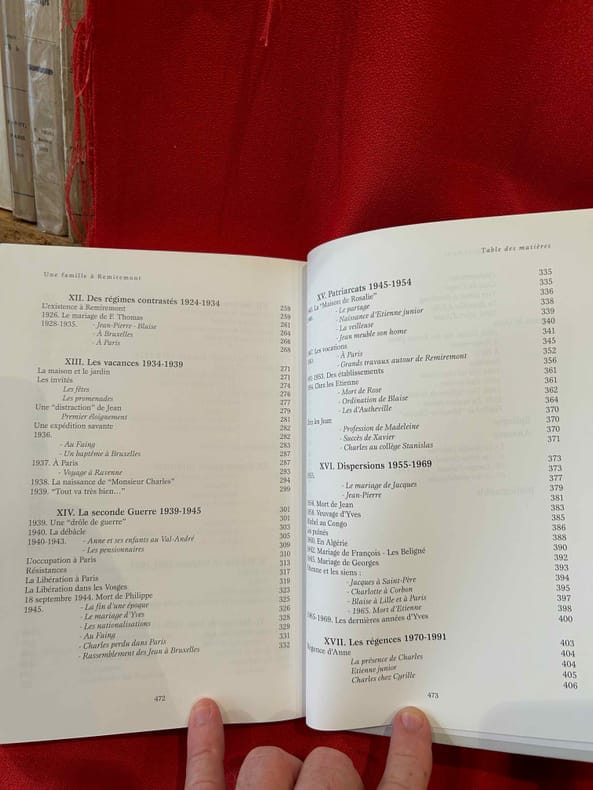 Une famille à Remiremont
XII. Des régimes contrastés 1924-1934 259
L'existence à Remiremont 259
1926. Le mariage de F. Thomas 261
1928-1935. - Jean-Pierre - Blaise 264
- À Bruxelles 266
- À Paris 268
XIII. Les vacances 1934-1939 271
La maison et le jardin 271
Les invités 274
Les fêtes 276
Les promenades 277
Une "distraction" de Jean 279
Premier éloignement 281
Une expédition savante 282
1936. 282
- Au Faing 283
- Un baptême à Bruxelles 287
1937. À Paris 287
- Voyage à Ravenne 293
1938. La naissance de "Monsieur Charles" 294
1939. "Tout va très bien..." 299
XIV. La seconde Guerre 1939-1945 301
1939. Une "drôle de guerre" 301
1940. La débâcle 303
1940-1943. - Anne et ses enfants au Val-André 305
- Les pensionnaires 309
L'occupation à Paris 310
Résistances 313
La Libération à Paris 317
La Libération dans les Vosges 319
18 septembre 1944. Mort de Philippe 323
1945. - La fin d'une époque 325
- Le mariage d'Yves 326
- Les nationalisations 328
- Au Faing 329
- Charles perdu dans Paris 331
- Rassemblement des Jean à Bruxelles 332
472
Table des matières
XV. Patriarcats 1945-1954 335
La "Maison de Rosalie" 335
- Le partage 336
- Naissance d'Etienne junior 338
- La veilleuse 339
- Jean meuble son home 340
Les vocations 341
- À Paris 345
- Grands travaux autour de Remiremont 352
-1953. Des établissements 356
Chez les Etienne 361
- Mort de Rose 361
- Ordination de Blaise 362
- Les d'Autheville 364
les Jean 370
- Profession de Madeleine 370
- Succès de Xavier 370
- Charles au collège Stanislas 371
XVI. Dispersions 1955-1969 373
373
- Le mariage de Jacques 377
- Jean-Pierre 379
Mort de Jean 381
Veuvage d'Yves 383
au Congo 385
puînés 386
En Algérie 388
Mariage de François - Les Beligné 390
Mariage de Georges 392
Etienne et les siens : 393
- Jacques à Saint-Père 394
- Charlotte à Corbon 395
- Blaise à Lille et à Paris 397
- 1965. Mort d'Etienne 398
1965-1969. Les dernières années d'Yves 400
XVII. Les régences 1970-1991 403
Régence d'Anne 404
La présence de Charles 404
Etienne junior 405
Charles chez Cyrille 406
473